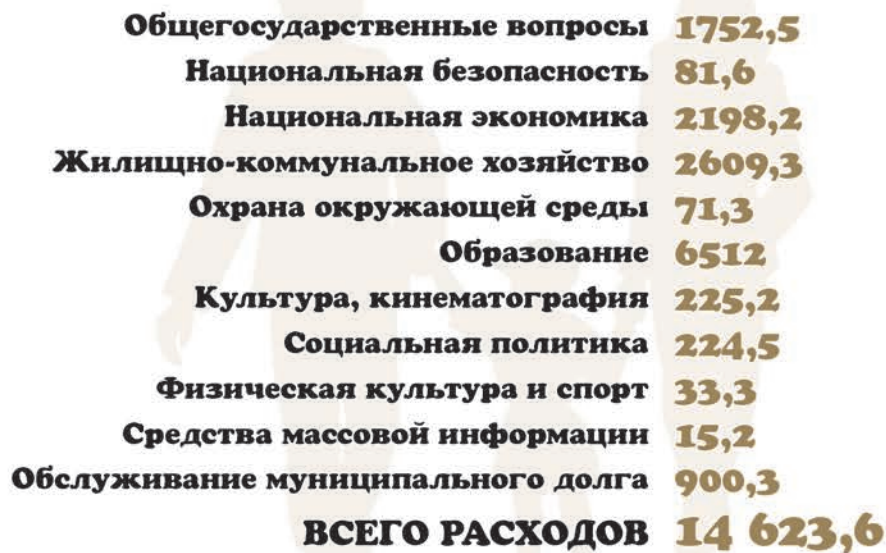 Общегосударственные вопросы 1752,5
Национальная безопасность 81,6
Национальная экономика 2198,2
Жилищно-коммунальное хозяйство 2609,3
Охрана окружающей среды 71,3
Образование 6512
Культура, кинематография 225,2
Социальная политика 224,5
Физическая культура и спорт 33,3
Средства массовой информации 15,2
Обслуживание муниципального долга 900,3
ВСЕГО РАСХОДОВ 14 623,6